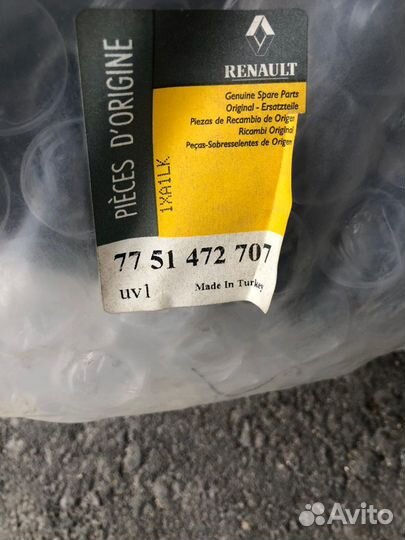 PIÈCES D'ORIGINE
RENAULT
Genuine Spare Parts
Original - Ersatzteile
Piezas de Recambio de Origen
Ricambi Original
Peças-Sobresselentes de Origem
1XA1LK
77 51 472 707
uv1 Made In Turkey
Avito